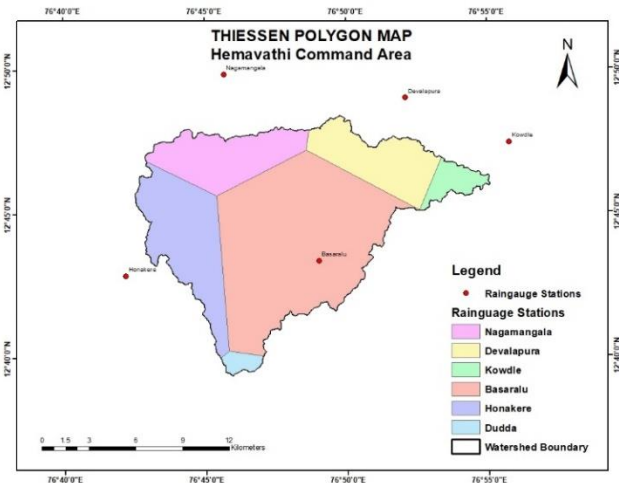 76°40'0"E 76°45'0"E 76°50'0"E 76°55'0"E
THIESSEN POLYGON MAP
Hemavathi Command Area
N
12°50'0"N
12°50'0"N
Nagamangala
Devalapura
Kowdle
12°45'0"N
12°45'0"N
Basaralu
Honakere
Legend
Raingauge Stations
Rainguage Stations
Nagamangala
Devalapura
Kowdle
Basaralu
Honakere
Dudda
Watershed Boundary
12°40'0"N
12°40'0"N
0 1.5 3 6 9 12
Kilometers
76°40'0"E 76°45'0"E 76°50'0"E 76°55'0"E